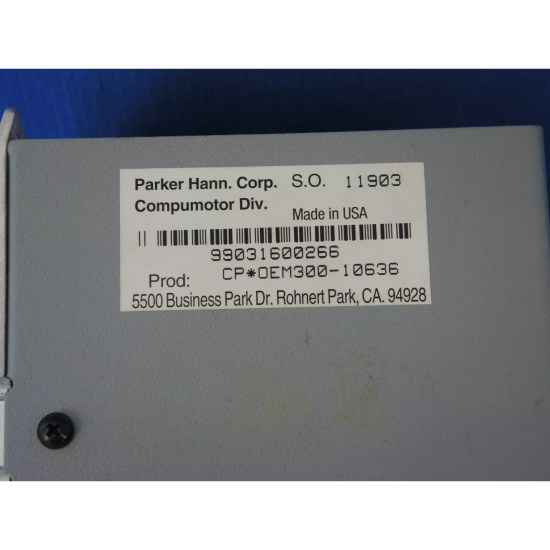 Parker Hann. Corp. S.O. 11903
Compumotor Div.
Made in USA
99031600266
Prod: CP*OEM300-10636
5500 Business Park Dr. Rohnert Park, CA. 94928